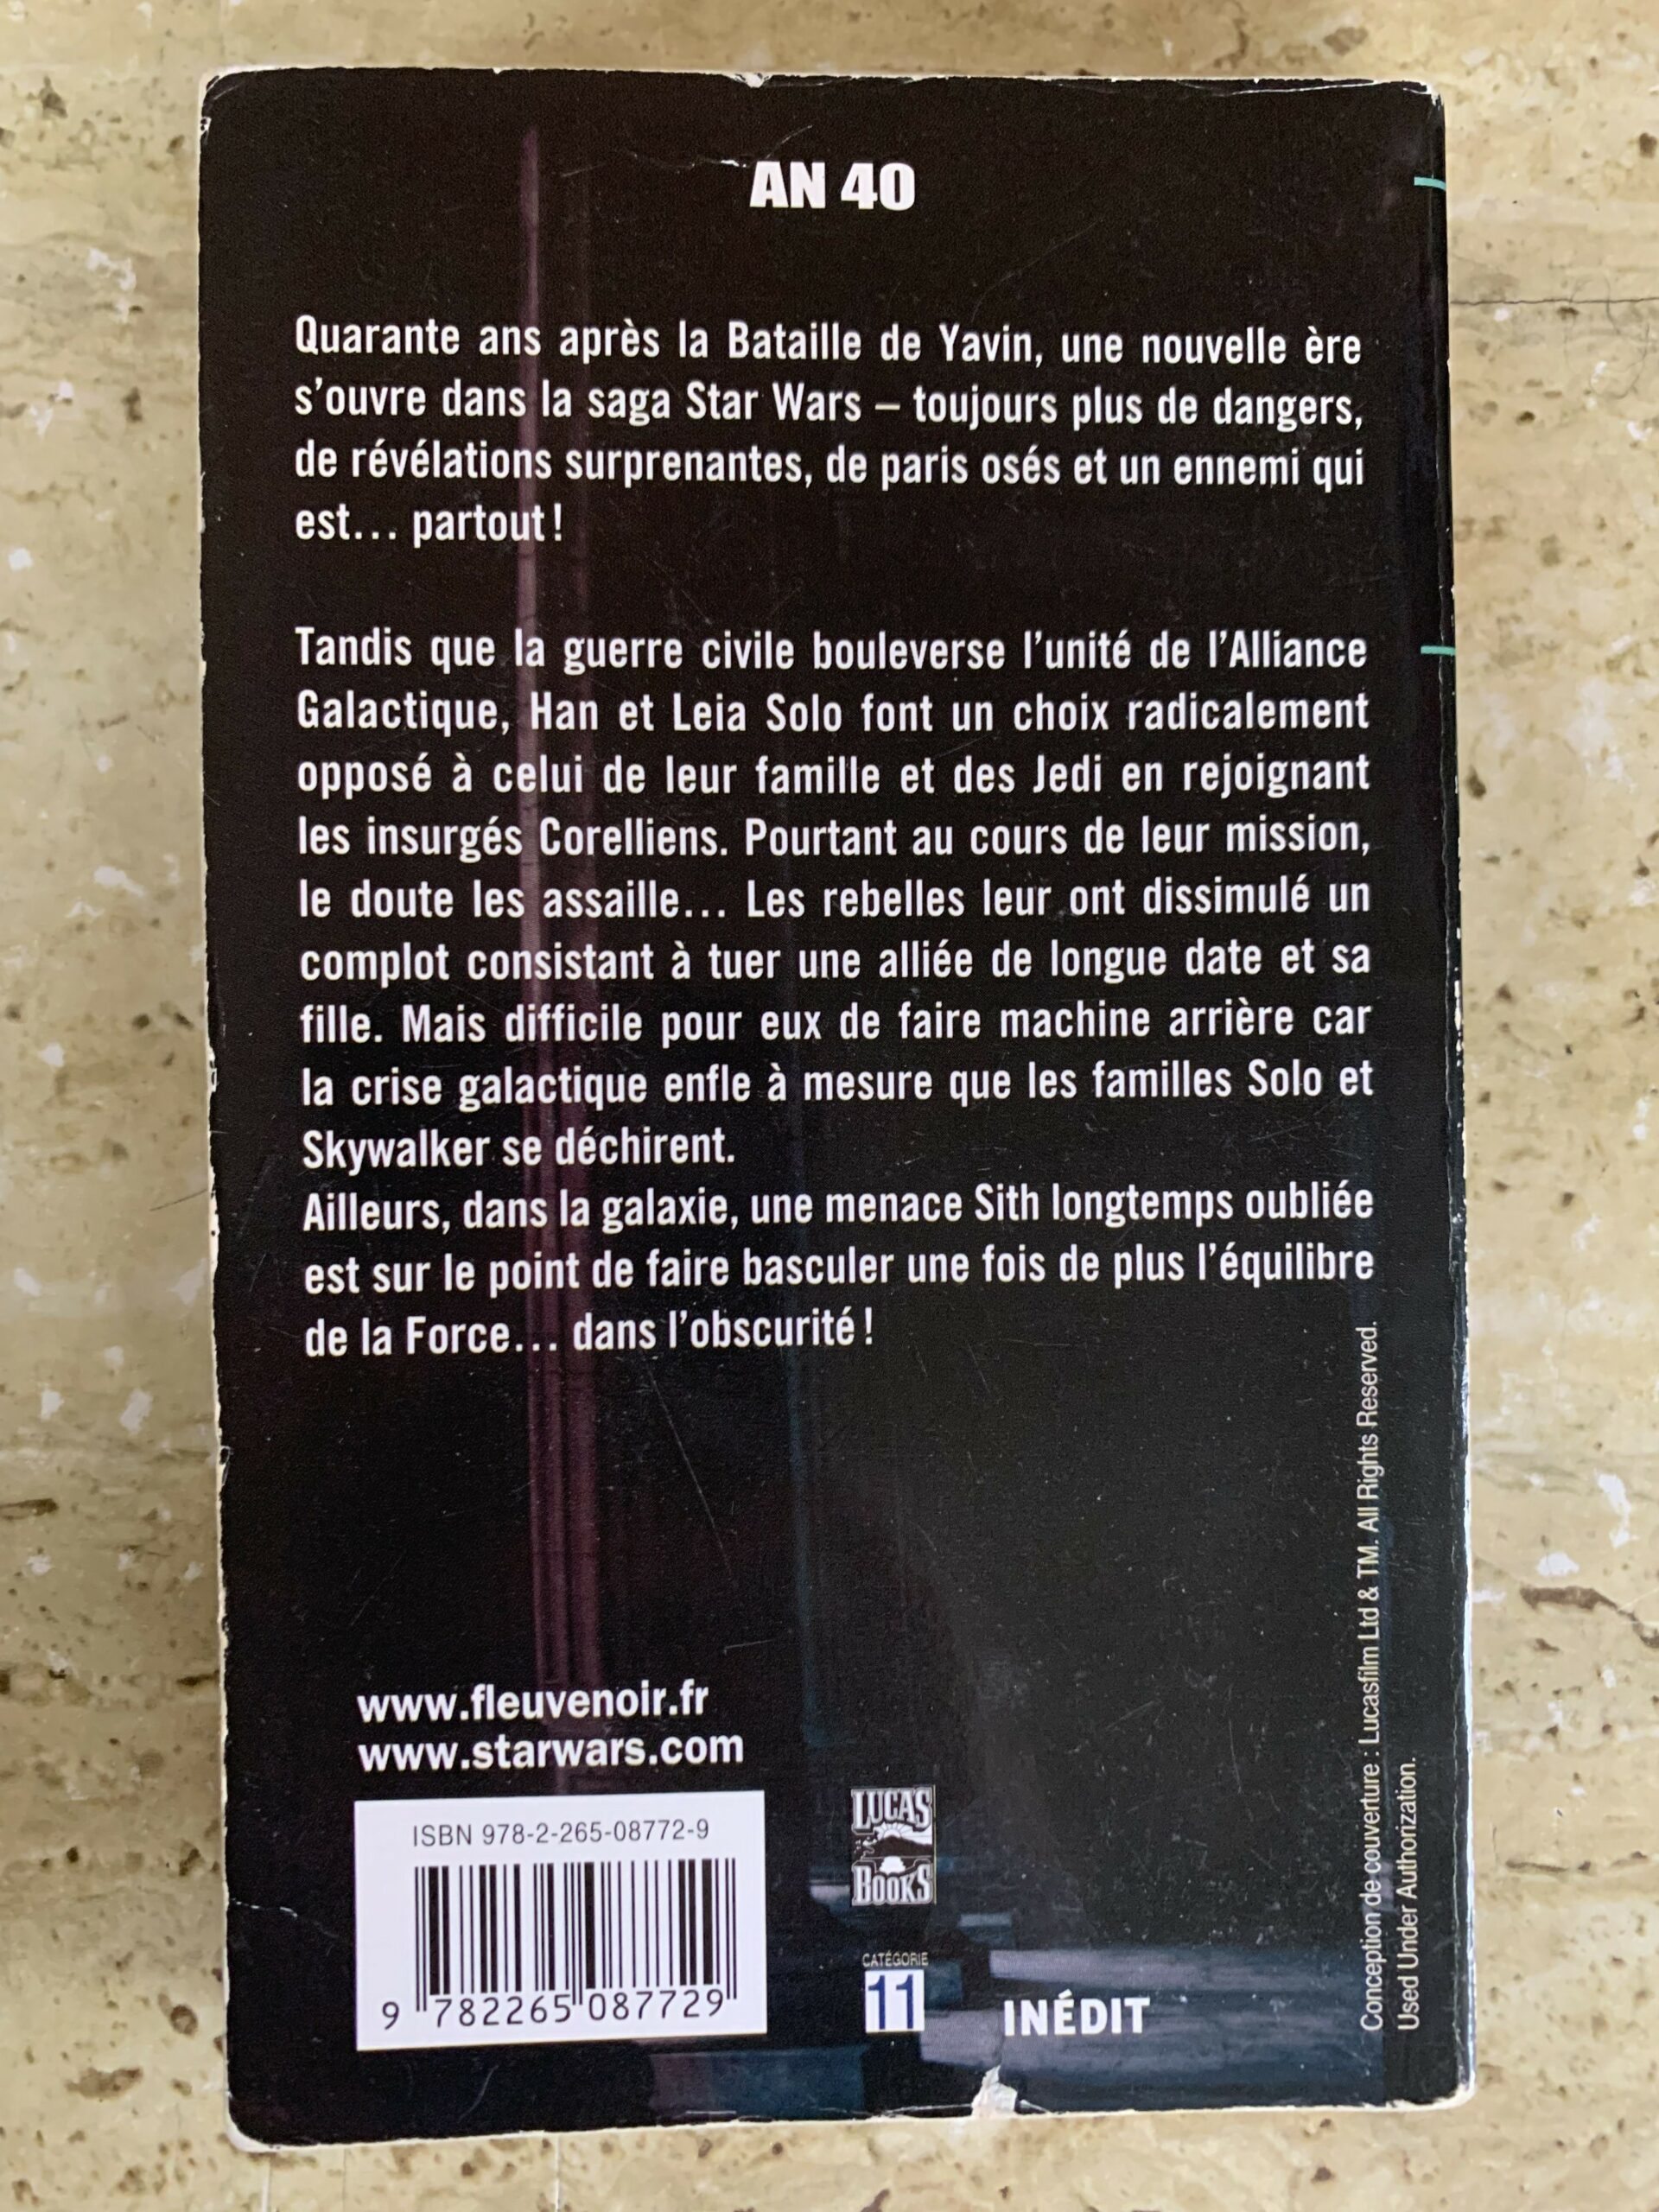 AN 40
Quarante ans après la Bataille de Yavin, une nouvelle ère
s’ouvre dans la saga Star Wars – toujours plus de dangers,
de révélations surprenantes, de paris osés et un ennemi qui
est... partout !
Tandis que la guerre civile bouleverse l’unité de l’Alliance
Galactique, Han et Leia Solo font un choix radicalement
opposé à celui de leur famille et des Jedi en rejoignant
les insurgés Corelliens. Pourtant au cours de leur mission,
le doute les assaille... Les rebelles leur ont dissimulé un
complot consistant à tuer une alliée de longue date et sa
fille. Mais difficile pour eux de faire machine arrière car
la crise galactique enfle à mesure que les familles Solo et
Skywalker se déchirent.
Ailleurs, dans la galaxie, une menace Sith longtemps oubliée
est sur le point de faire basculer une fois de plus l’équilibre
de la Force... dans l’obscurité !
www.fleuvenoir.fr
www.starwars.com
ISBN 978-2-265-08772-9
9 782265 087729
LUCAS
BOOKS
CATÉGORIE
11
INÉDIT
Conception de couverture : Lucasfilm Ltd & TM. All Rights Reserved.
Used Under Authorization.